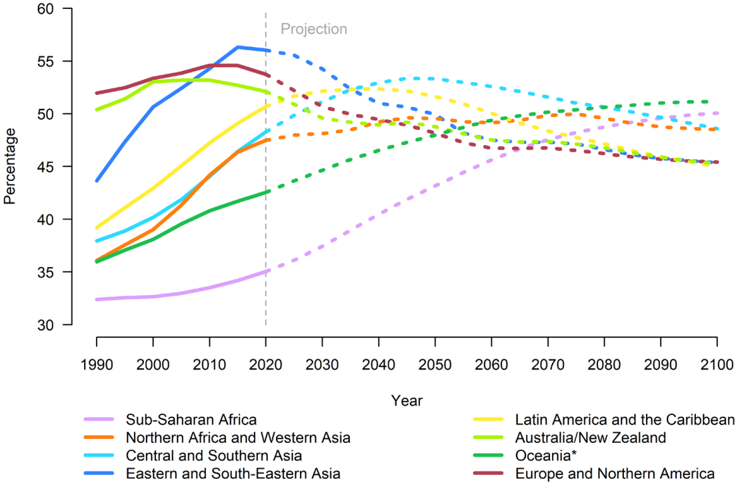 60
Projection
55
50
45
40
35
30
Percentage
1990 2000 2010 2020 2030 2040 2050 2060 2070 2080 2090 2100
Year
Sub-Saharan Africa
Northern Africa and Western Asia
Central and Southern Asia
Eastern and South-Eastern Asia
Latin America and the Caribbean
Australia/New Zealand
Oceania*
Europe and Northern America